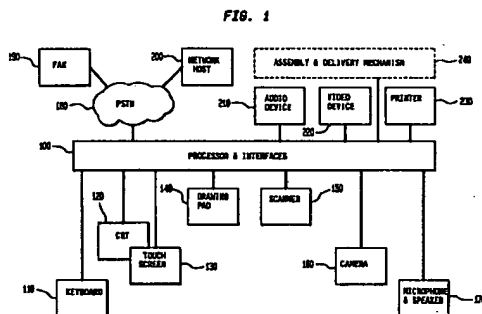 FIG. 1
190
FAX
200
NETWORK
HOST
ASSEMBLY & DELIVERY MECHANISM
240
180
PSTN
210
AUDIO
DEVICE
VIDEO
DEVICE
220
PRINTER
230
100
PROCESSOR & INTERFACES
120
CRT
TOUCH
SCREEN
130
140
DRAWING
PAD
SCANNER
150
160
CAMERA
110
KEYBOARD
MICROPHONE
& SPEAKER